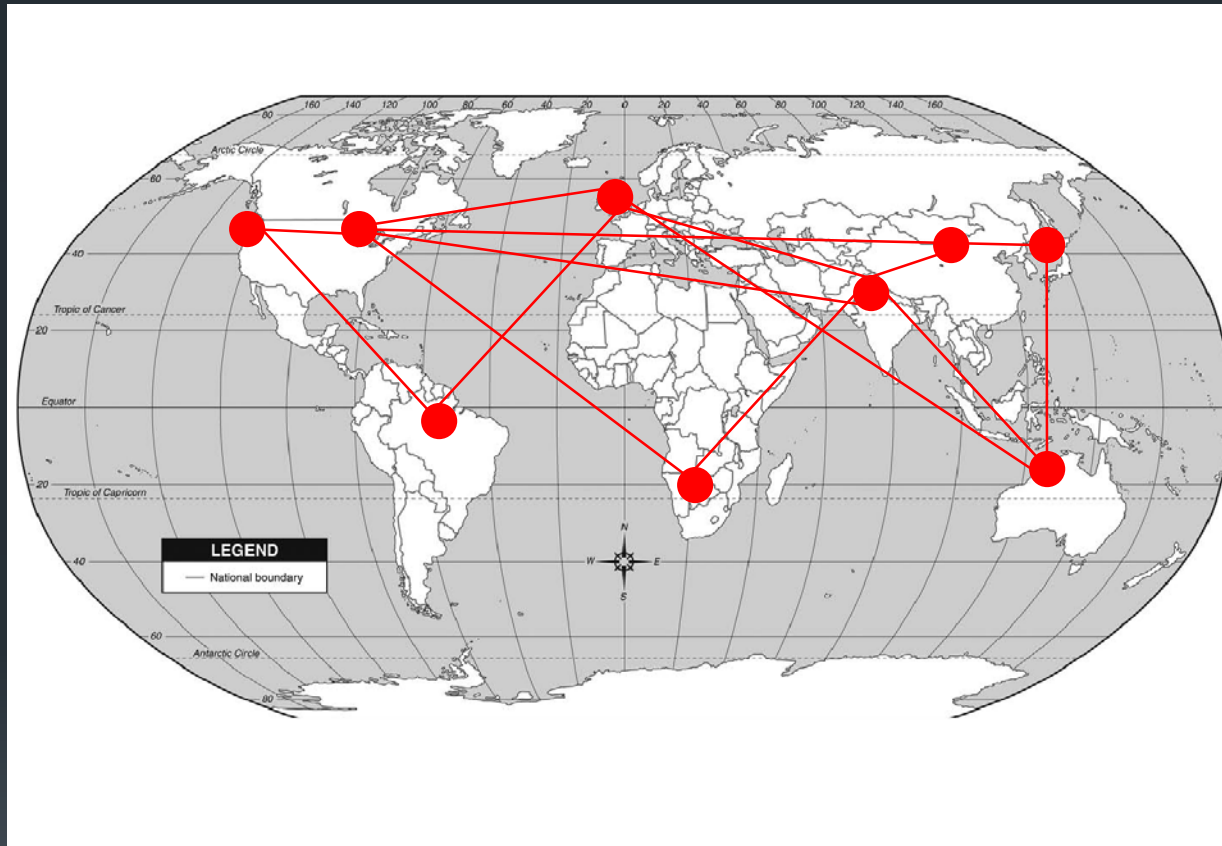 160 140 120 100 80 60 40 20 0 20 40 60 80 100 120 140 160
80
Arctic Circle
60
40
Tropic of Cancer
20
Equator
20
Tropic of Capricorn
N
LEGEND
National boundary
40
W E
S
60
Antarctic Circle
80